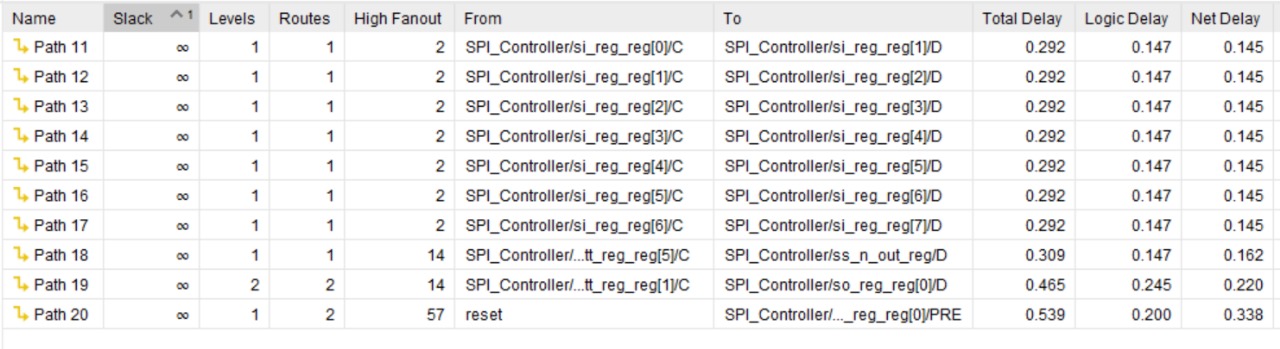 Name Slack ^1 Levels Routes High Fanout From To Total Delay Logic Delay Net Delay
Path 11 ∞ 1 1 2 SPI_Controller/si_reg_reg[0]/C SPI_Controller/si_reg_reg[1]/D 0.292 0.147 0.145
Path 12 ∞ 1 1 2 SPI_Controller/si_reg_reg[1]/C SPI_Controller/si_reg_reg[2]/D 0.292 0.147 0.145
Path 13 ∞ 1 1 2 SPI_Controller/si_reg_reg[2]/C SPI_Controller/si_reg_reg[3]/D 0.292 0.147 0.145
Path 14 ∞ 1 1 2 SPI_Controller/si_reg_reg[3]/C SPI_Controller/si_reg_reg[4]/D 0.292 0.147 0.145
Path 15 ∞ 1 1 2 SPI_Controller/si_reg_reg[4]/C SPI_Controller/si_reg_reg[5]/D 0.292 0.147 0.145
Path 16 ∞ 1 1 2 SPI_Controller/si_reg_reg[5]/C SPI_Controller/si_reg_reg[6]/D 0.292 0.147 0.145
Path 17 ∞ 1 1 2 SPI_Controller/si_reg_reg[6]/C SPI_Controller/si_reg_reg[7]/D 0.292 0.147 0.145
Path 18 ∞ 1 1 14 SPI_Controller/...tt_reg_reg[5]/C SPI_Controller/ss_n_out_reg/D 0.309 0.147 0.162
Path 19 ∞ 2 2 14 SPI_Controller/...tt_reg_reg[1]/C SPI_Controller/so_reg_reg[0]/D 0.465 0.245 0.220
Path 20 ∞ 1 2 57 reset SPI_Controller/..._reg_reg[0]/PRE 0.539 0.200 0.338